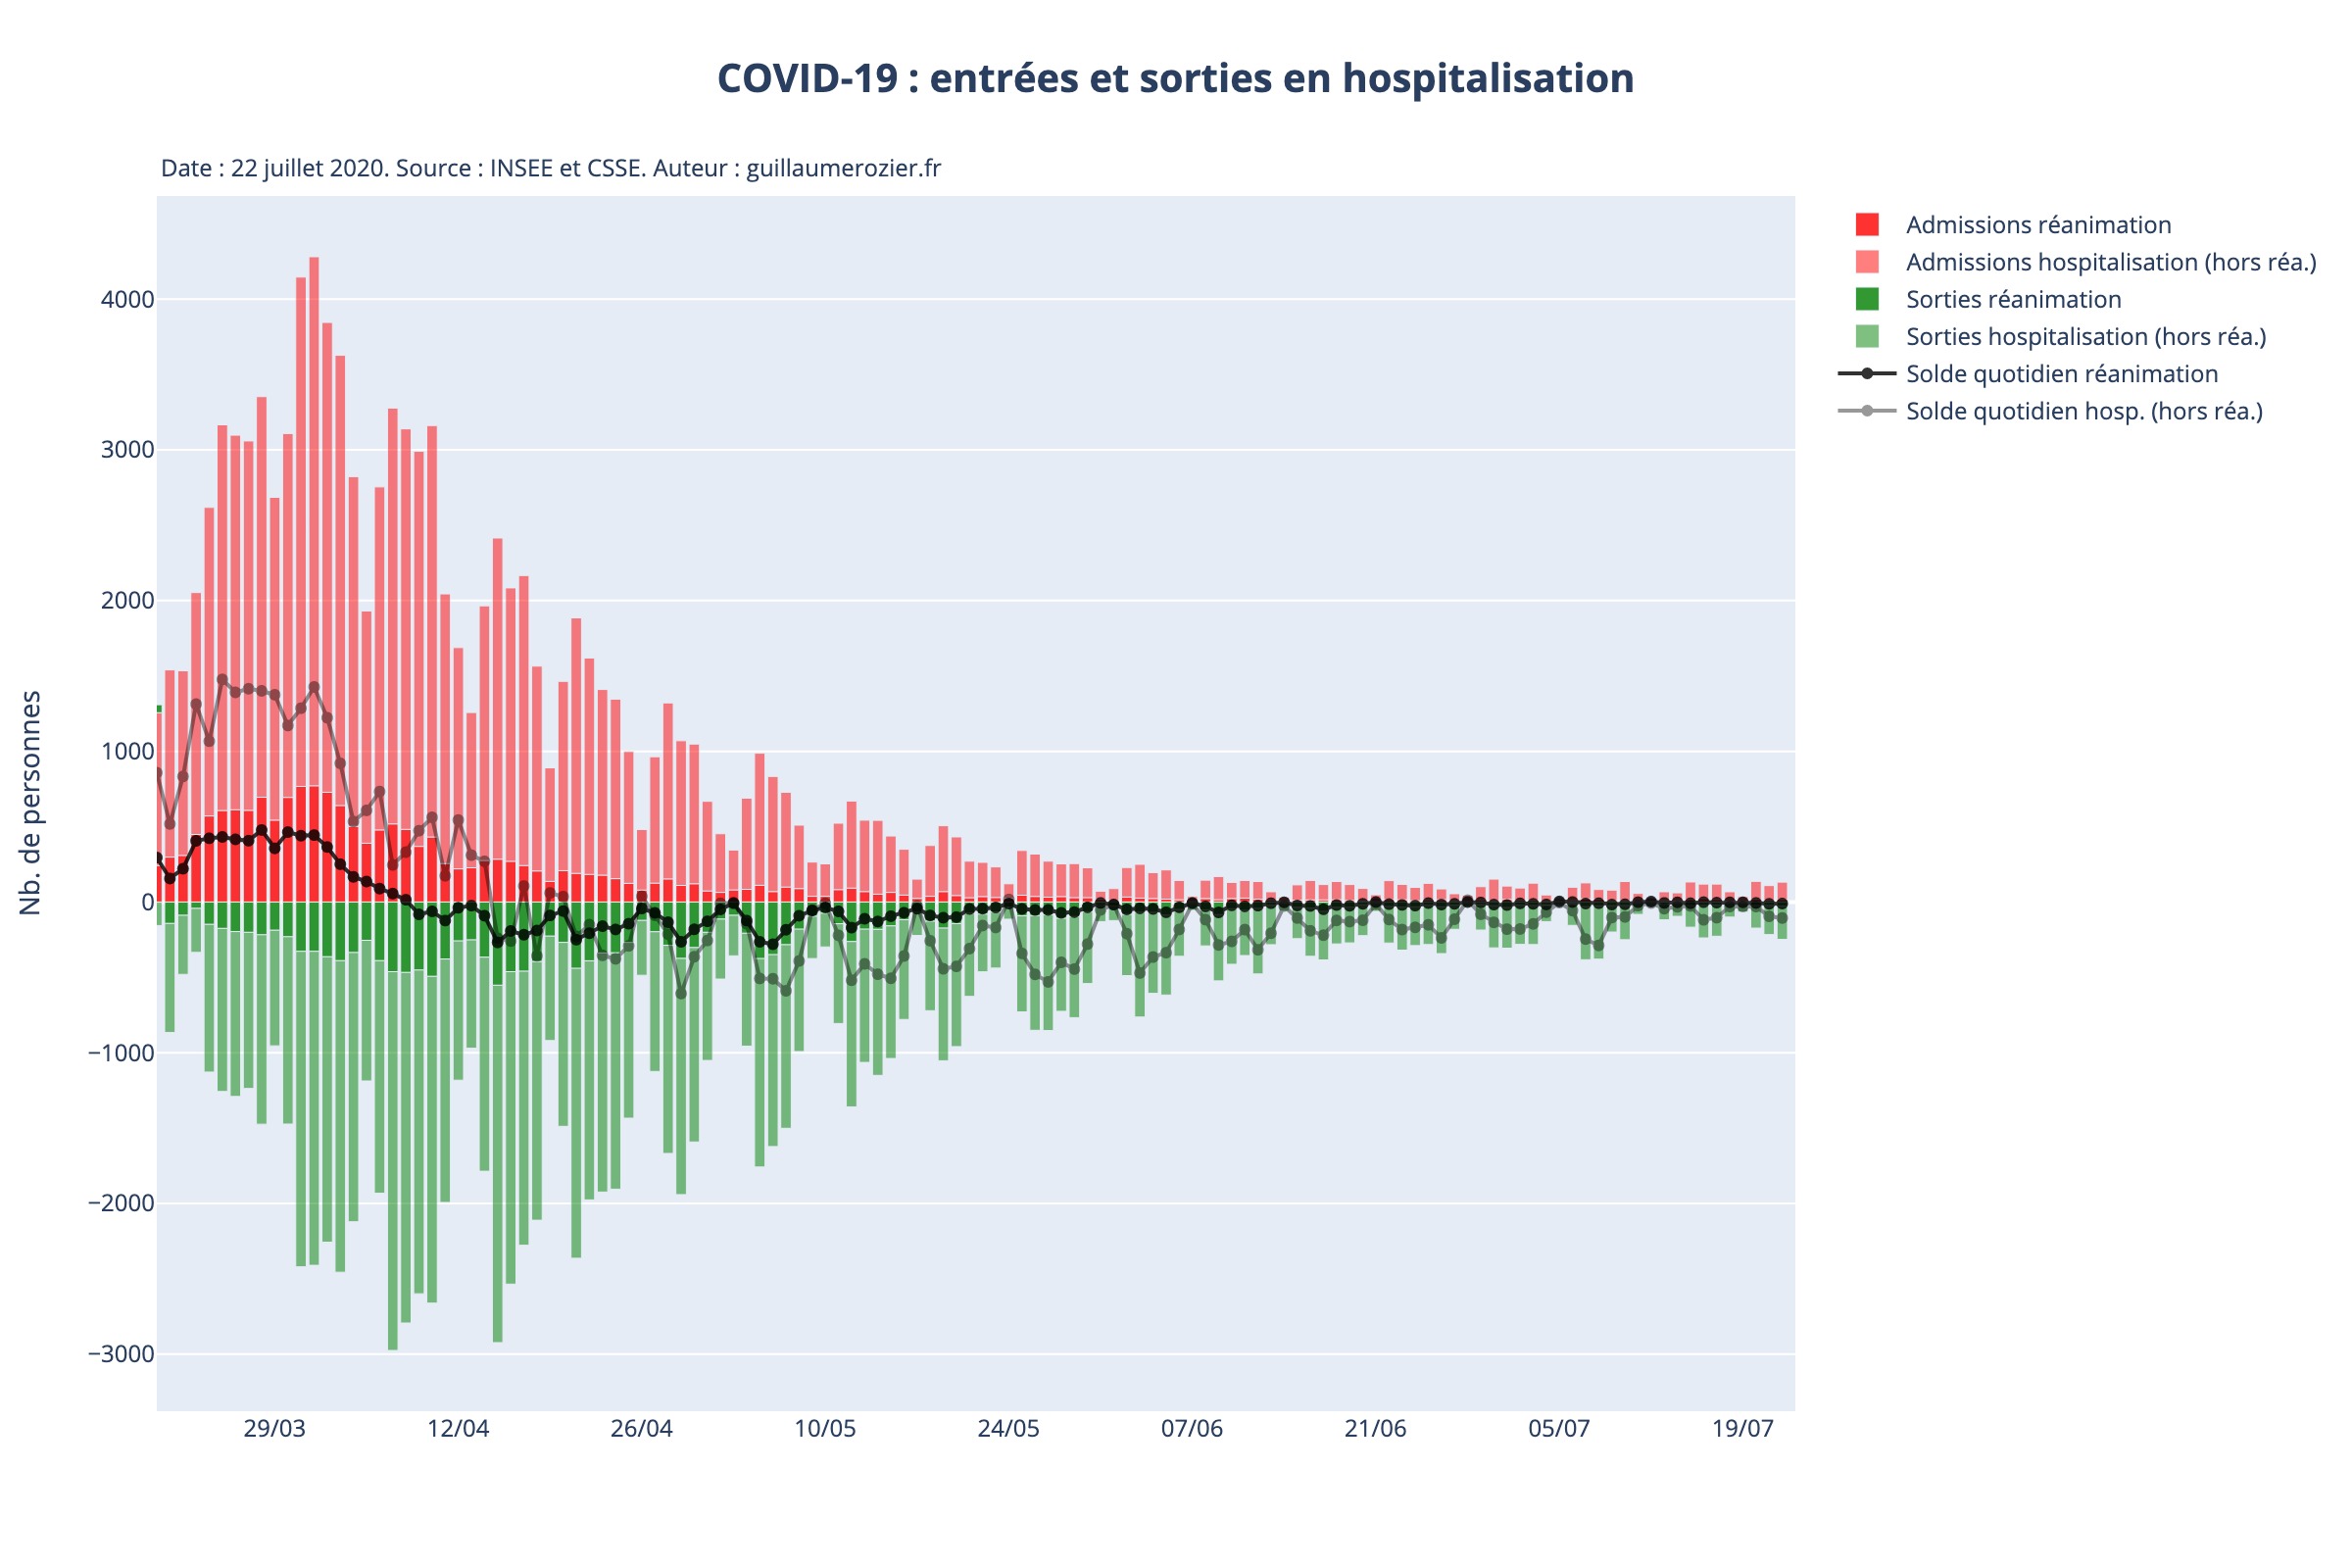 COVID-19 : entrées et sorties en hospitalisation
Date : 22 juillet 2020. Source : INSEE et CSSE. Auteur : guillaumerozier.fr
Admissions réanimation
Admissions hospitalisation (hors réa.)
Sorties réanimation
Sorties hospitalisation (hors réa.)
Solde quotidien réanimation
Solde quotidien hosp. (hors réa.)
Nb. de personnes
4000
3000
2000
1000
0
−1000
−2000
−3000
29/03 12/04 26/04 10/05 24/05 07/06 21/06 05/07 19/07